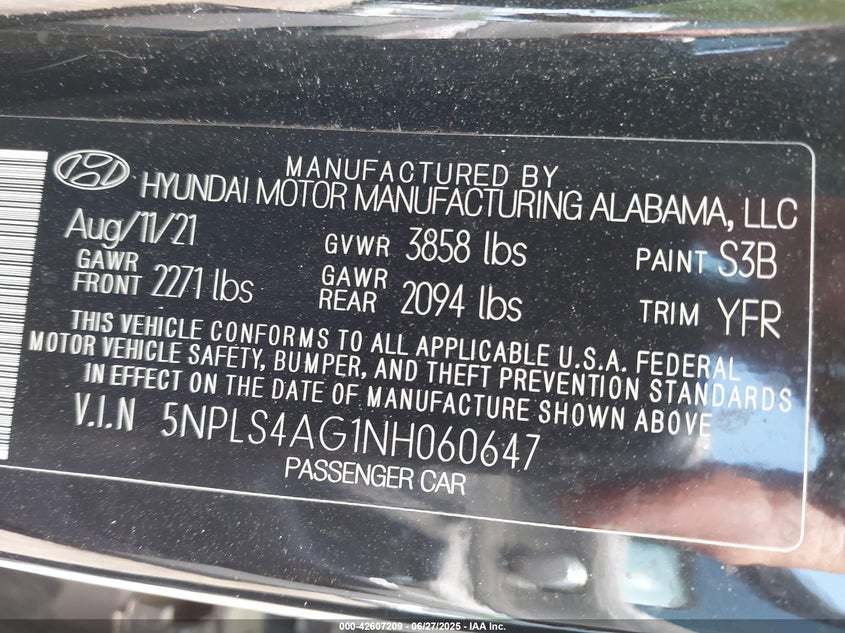 MANUFACTURED BY
HYUNDAI MOTOR MANUFACTURING ALABAMA, LLC
Aug/11/21 GVWR 3858 lbs PAINT S3B
GAWR FRONT 2271 lbs GAWR REAR 2094 lbs TRIM YFR
THIS VEHICLE CONFORMS TO ALL APPLICABLE U.S.A. FEDERAL
MOTOR VEHICLE SAFETY, BUMPER, AND THEFT PREVENTION STANDARDS
IN EFFECT ON THE DATE OF MANUFACTURE SHOWN ABOVE
V.I.N 5NPLS4AG1NH060647
PASSENGER CAR
000-42607209 - 06/27/2025 - IAA Inc.